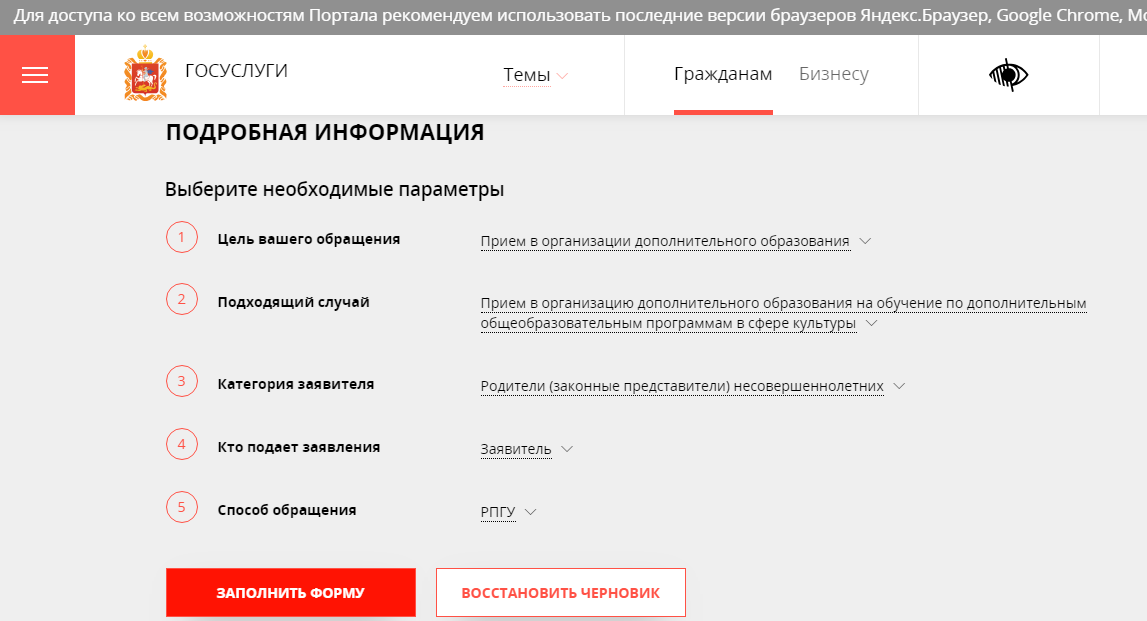 Для доступа ко всем возможностям Портала рекомендуем использовать последние версии браузеров Яндекс.Браузер, Google Chrome,
ГОСУСЛУГИ
Темы
Гражданам
Бизнесу
ПОДРОБНАЯ ИНФОРМАЦИЯ
Выберите необходимые параметры
1 Цель вашего обращения
Прием в организации дополнительного образования
2 Подходящий случай
Прием в организацию дополнительного образования на обучение по дополнительным
общеобразовательным программам в сфере культуры
3 Категория заявителя
Родители (законные представители) несовершеннолетних
4 Кто подает заявления
Заявитель
5 Способ обращения
РПГУ
ЗАПОЛНИТЬ ФОРМУ
ВОССТАНОВИТЬ ЧЕРНОВИК